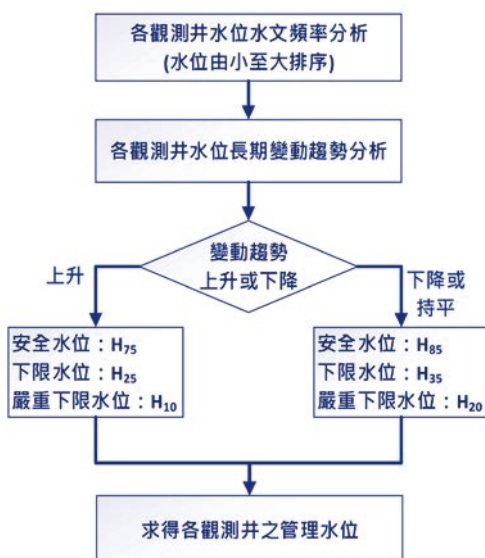 各觀測井水位水文頻率分析
(水位由小至大排序)
各觀測井水位長期變動趨勢分析
變動趨勢
上升或下降
上升
下降或
持平
安全水位：H₇₅
下限水位：H₂₅
嚴重下限水位：H₁₀
安全水位：H₈₅
下限水位：H₃₅
嚴重下限水位：H₂₀
求得各觀測井之管理水位